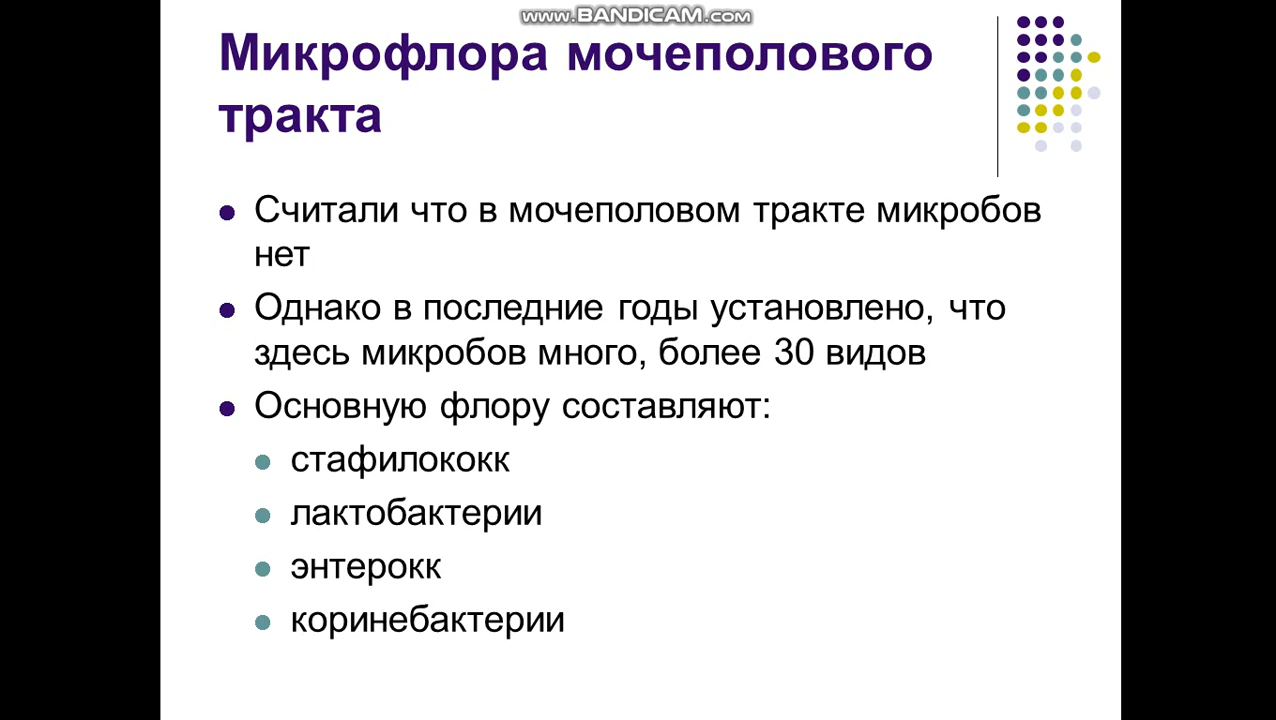 www.BANDICAM.com
Микрофлора мочеполового
тракта
Считали что в мочеполовом тракте микробов
нет
Однако в последние годы установлено, что
здесь микробов много, более 30 видов
Основную флору составляют:
стафилококк
лактобактерии
энтерокк
коринебактерии